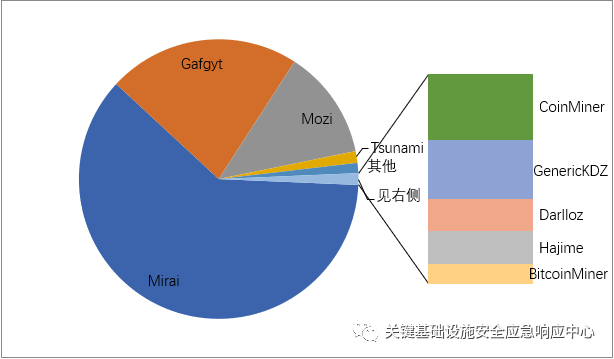 Gafgyt
Mozi
Tsunami
其他
见右侧
Mirai
CoinMiner
GenericKDZ
Darlloz
Hajime
BitcoinMiner
关键基础设施安全应急响应中心